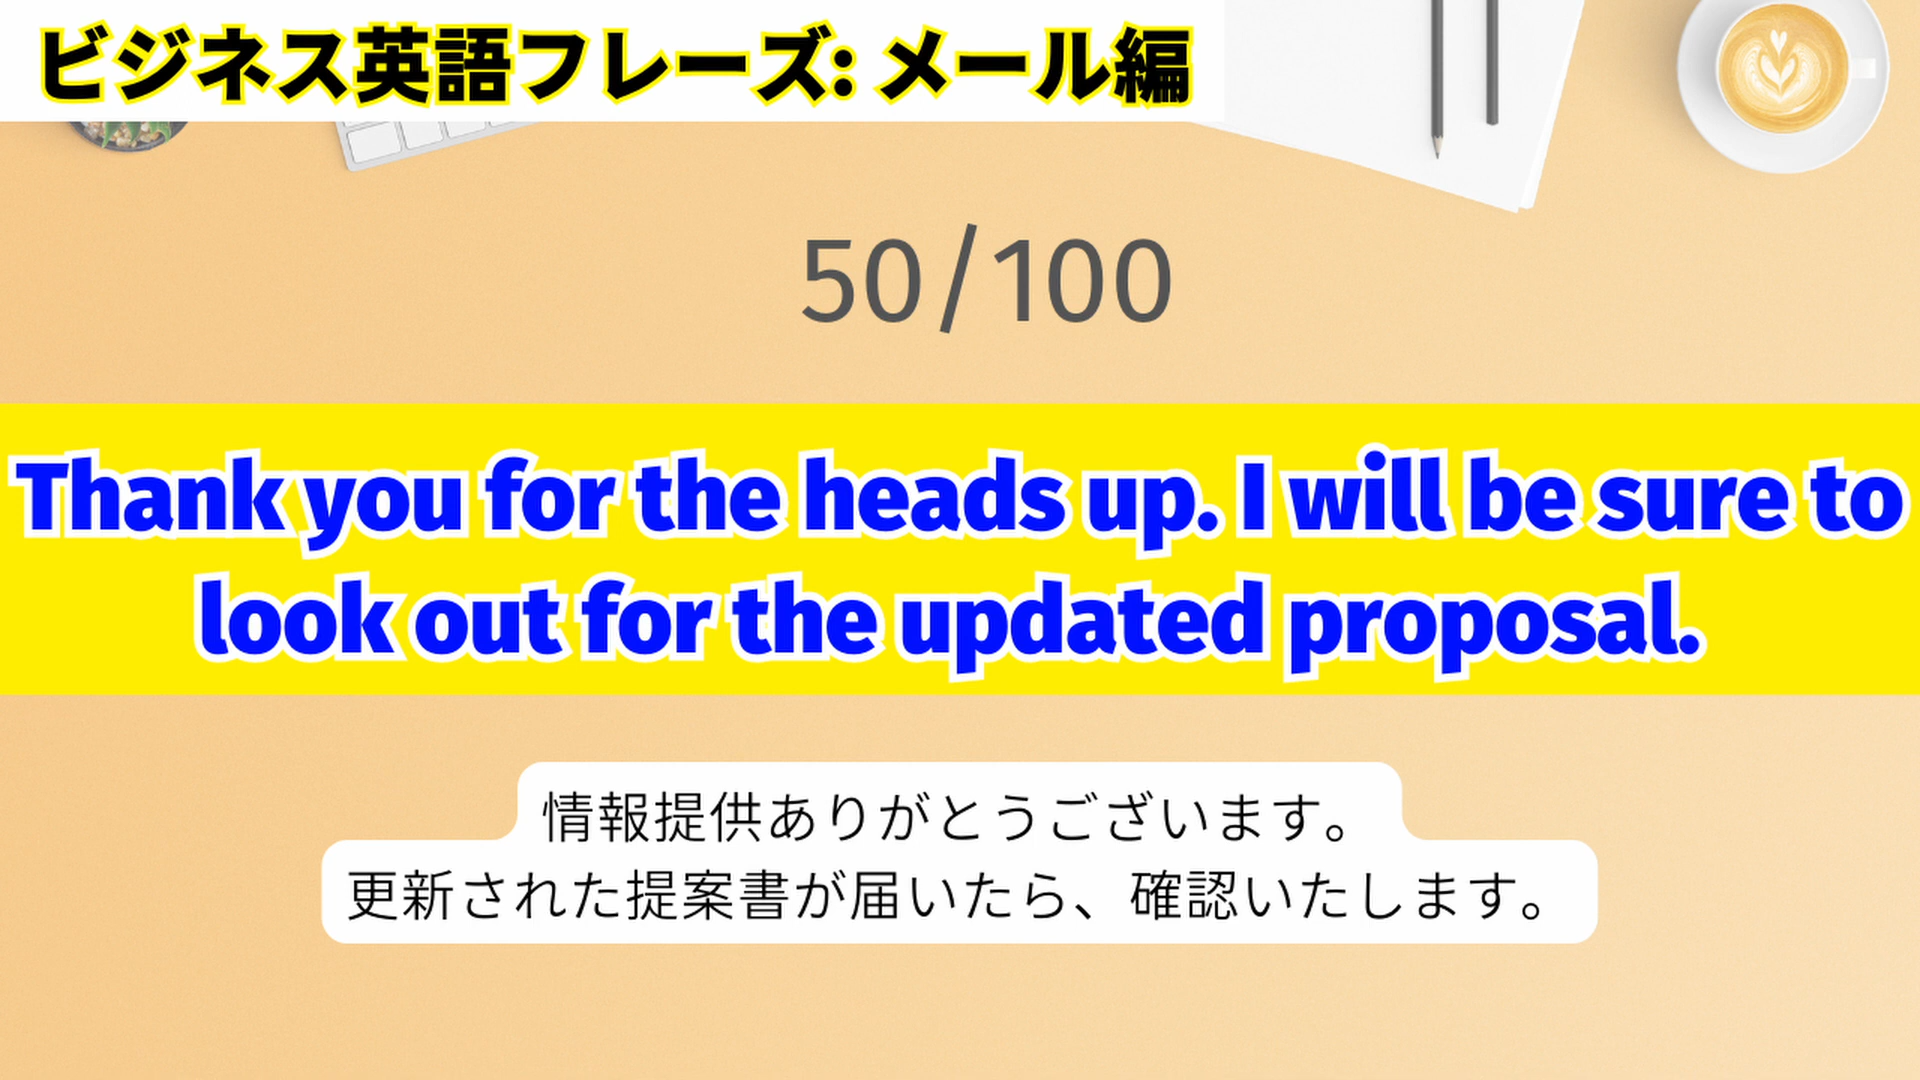 ビジネス英語フレーズ: メール編
50/100
Thank you for the heads up. I will be sure to
look out for the updated proposal.
情報提供ありがとうございます。
更新された提案書が届いたら、確認いたします。